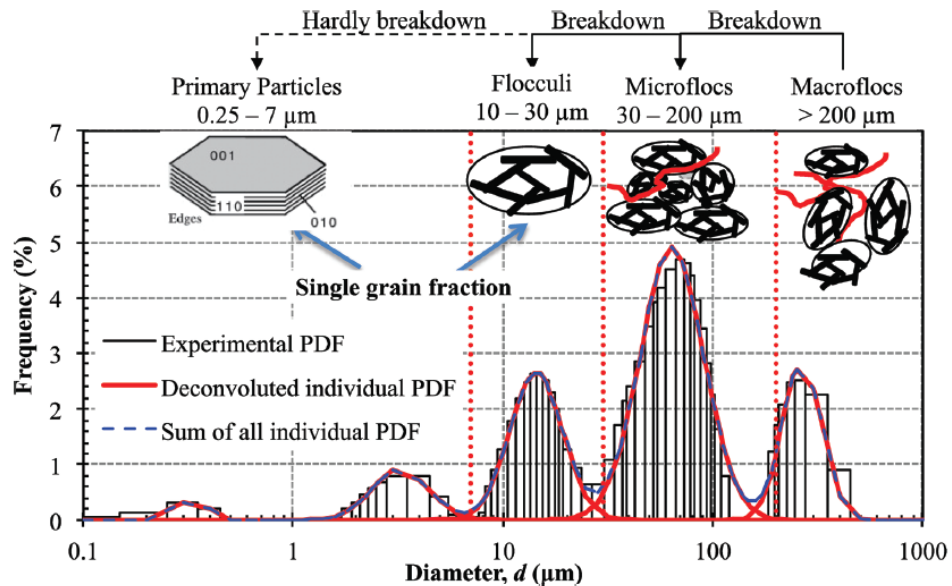 Hardly breakdown Breakdown Breakdown
Primary Particles Flocculi Microflocs Macroflocs
0.25 – 7 μm 10 – 30 μm 30 – 200 μm > 200 μm
7
001
6
110
Edges
010
5
Single grain fraction
4
Frequency (%)
Experimental PDF
3
Deconvoluted individual PDF
2
Sum of all individual PDF
1
0
0.1 1 10 100 1000
Diameter, d (μm)